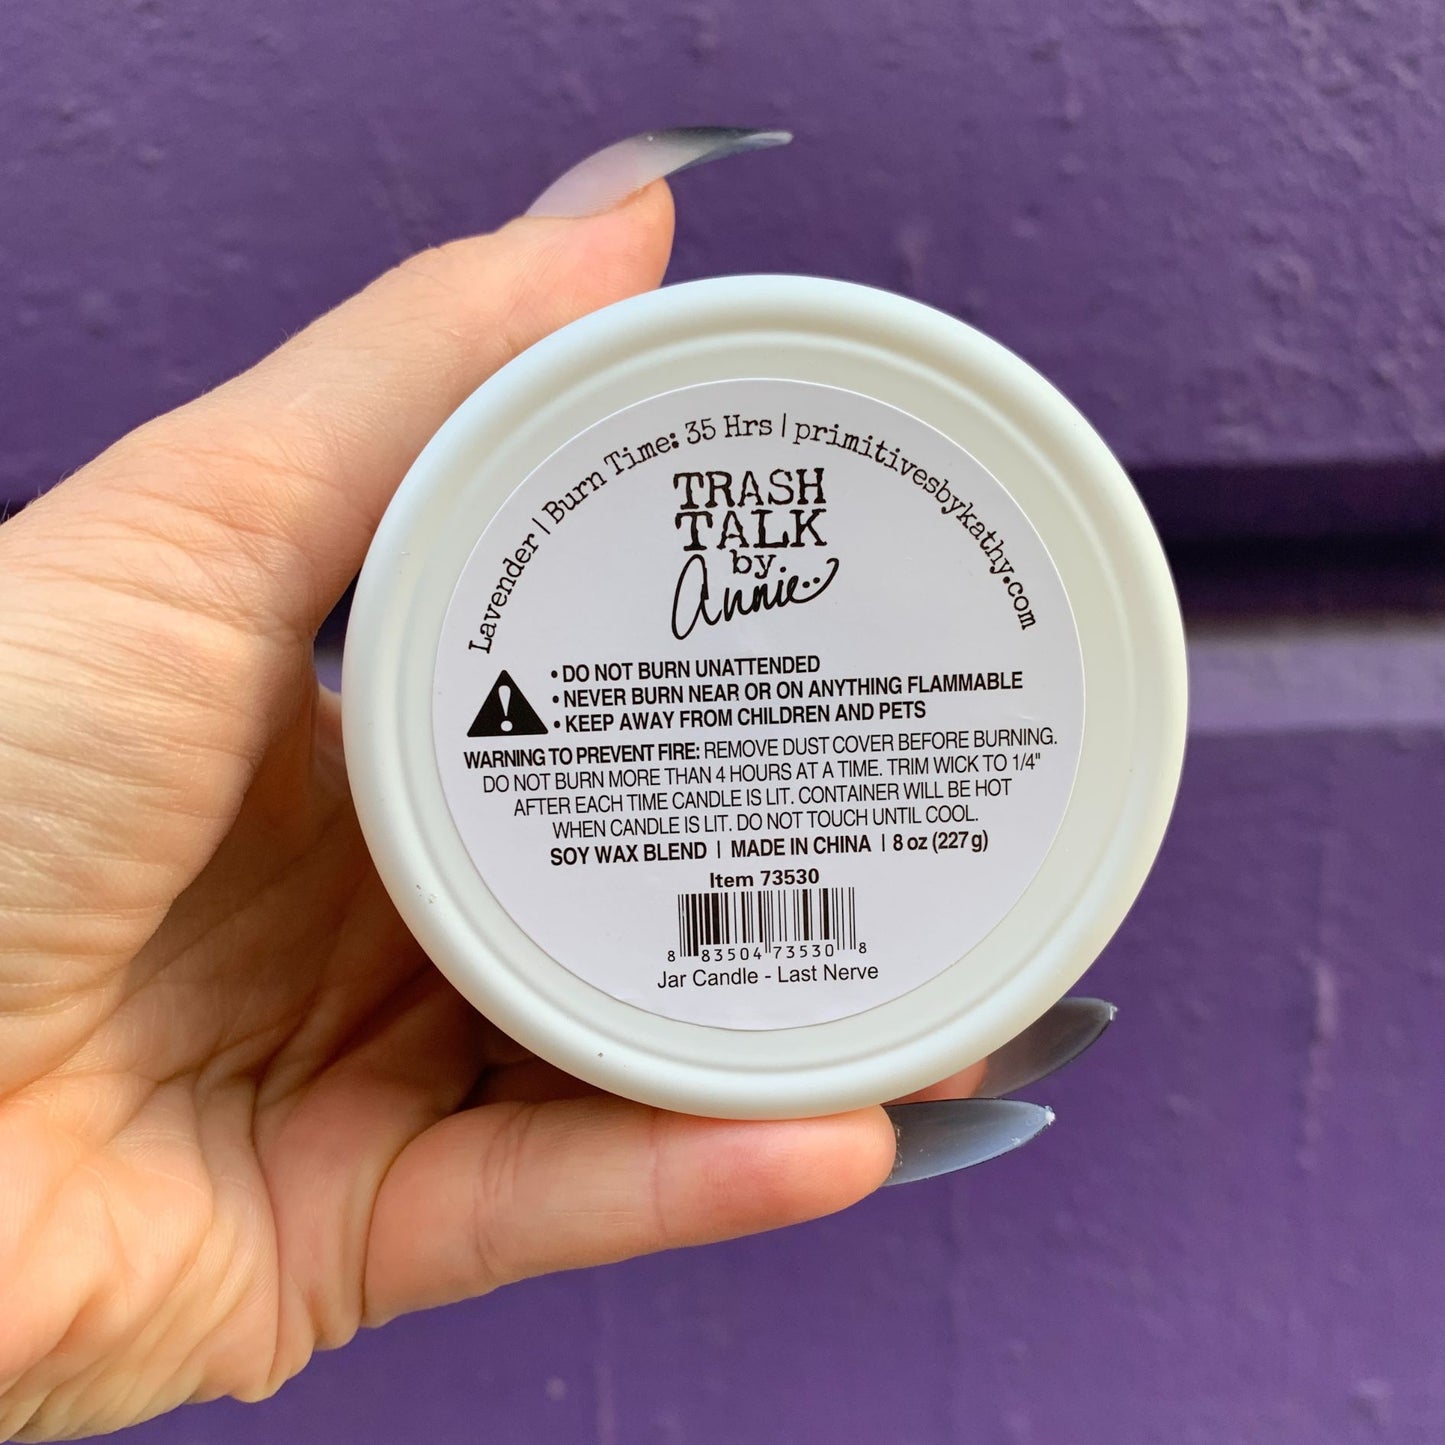 Lavender | Burn Time: 35 Hrs | primitivesbykathy.com
TRASH
TALK
by
Annie..
• DO NOT BURN UNATTENDED
• NEVER BURN NEAR OR ON ANYTHING FLAMMABLE
• KEEP AWAY FROM CHILDREN AND PETS
WARNING TO PREVENT FIRE: REMOVE DUST COVER BEFORE BURNING.
DO NOT BURN MORE THAN 4 HOURS AT A TIME. TRIM WICK TO 1/4"
AFTER EACH TIME CANDLE IS LIT. CONTAINER WILL BE HOT
WHEN CANDLE IS LIT. DO NOT TOUCH UNTIL COOL.
SOY WAX BLEND | MADE IN CHINA | 8 oz (227 g)
Item 73530
8 83504 73530 8
Jar Candle - Last Nerve